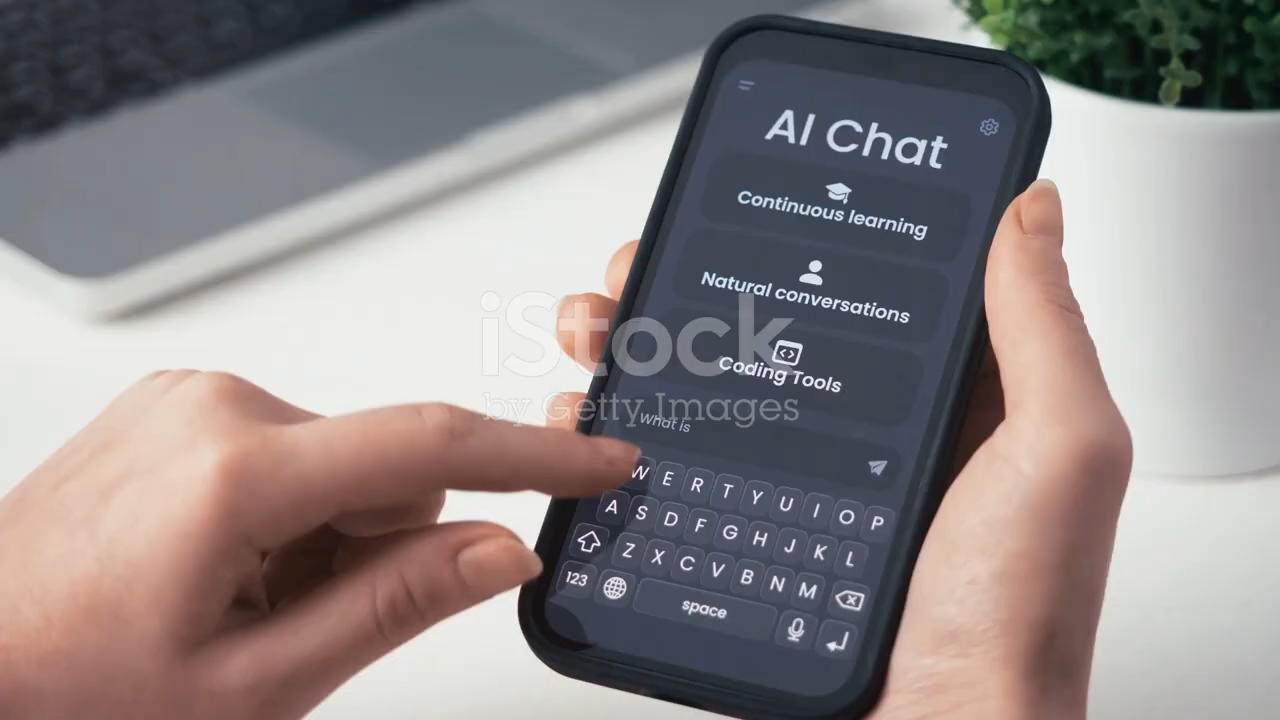 AI Chat
Continuous learning
Natural conversations
iStock
by Getty Images
Coding Tools
What is
W E R T Y U I O P
A S D F G H J K L
Z X C V B N M
123
space